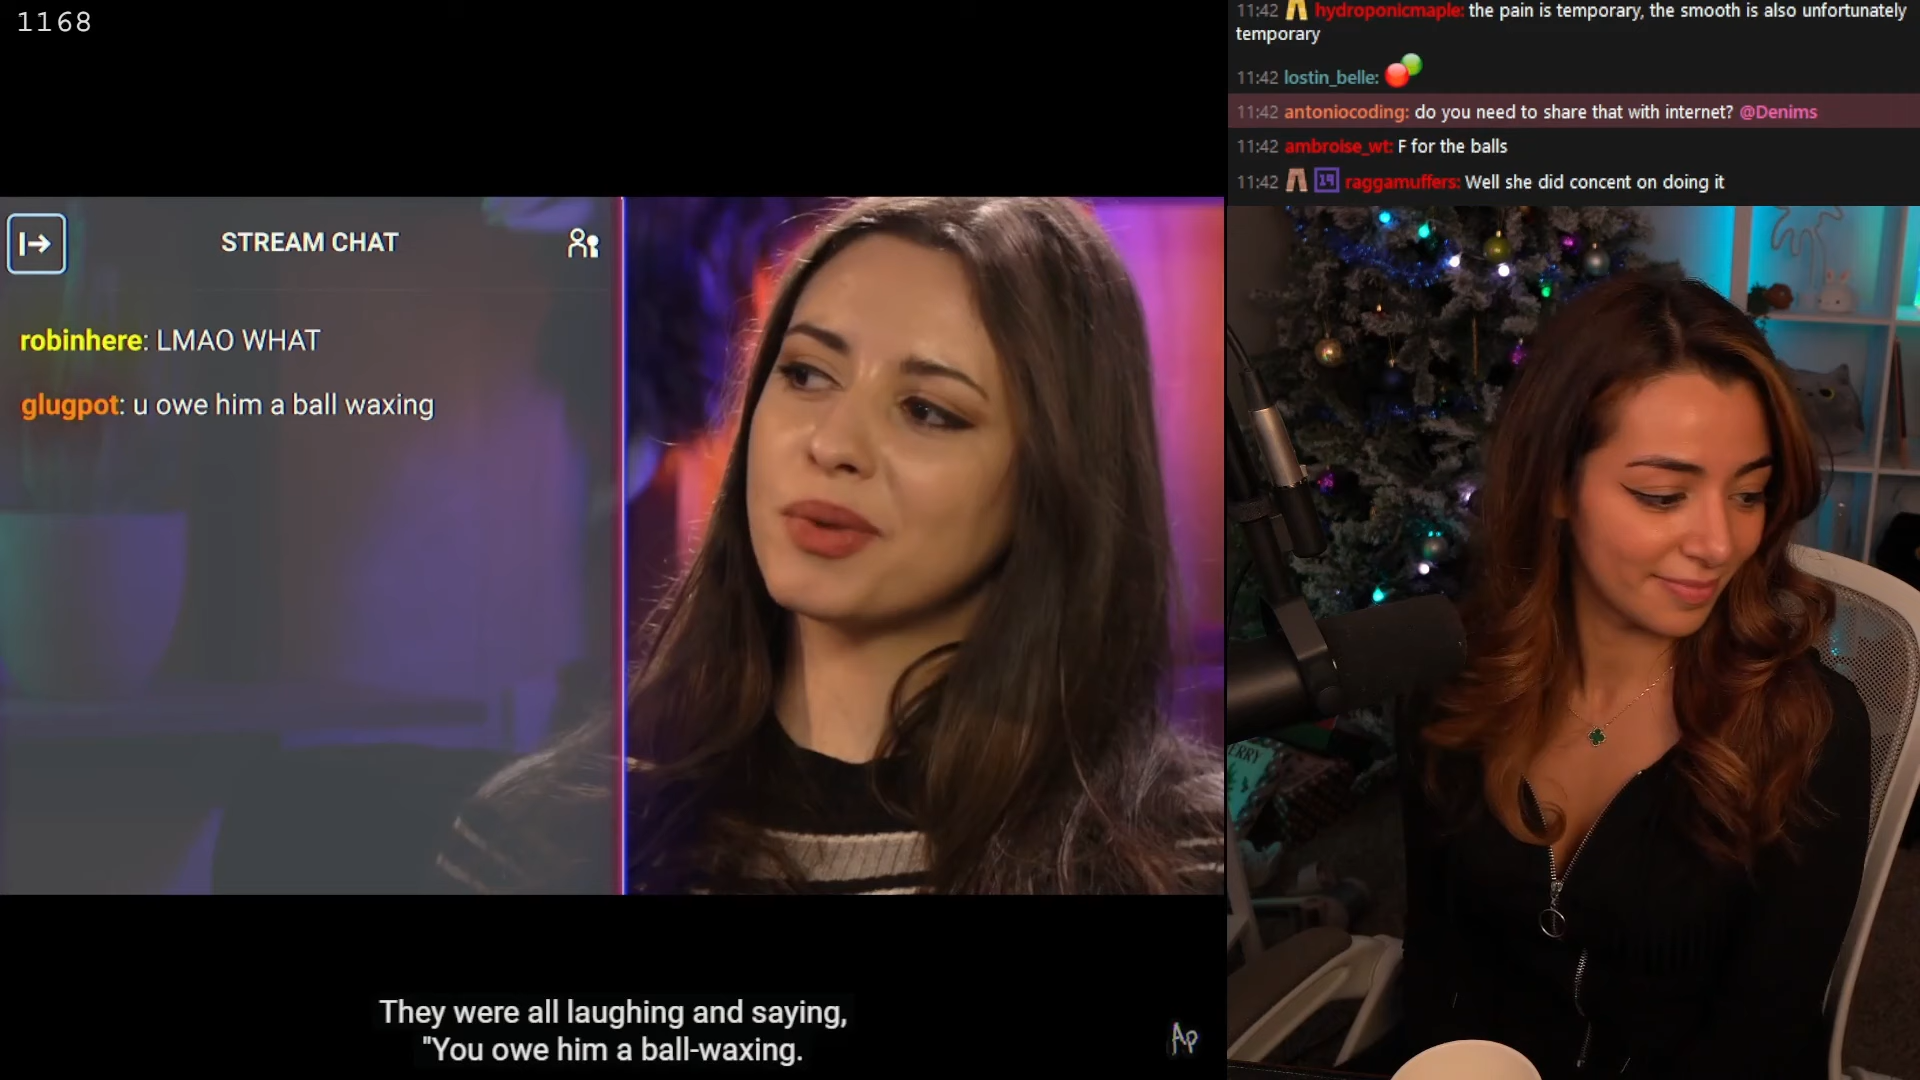 1168
11:42 hydroponicmaple: the pain is temporary, the smooth is also unfortunately
temporary
11:42 lostin_belle:
11:42 antoniocoding: do you need to share that with internet? @Denims
11:42 ambroise_wt: F for the balls
11:42 19 raggamuffers: Well she did concent on doing it
STREAM CHAT
robinhere: LMAO WHAT
glugpot: u owe him a ball waxing
ERRY
They were all laughing and saying,
"You owe him a ball-waxing.
Ap